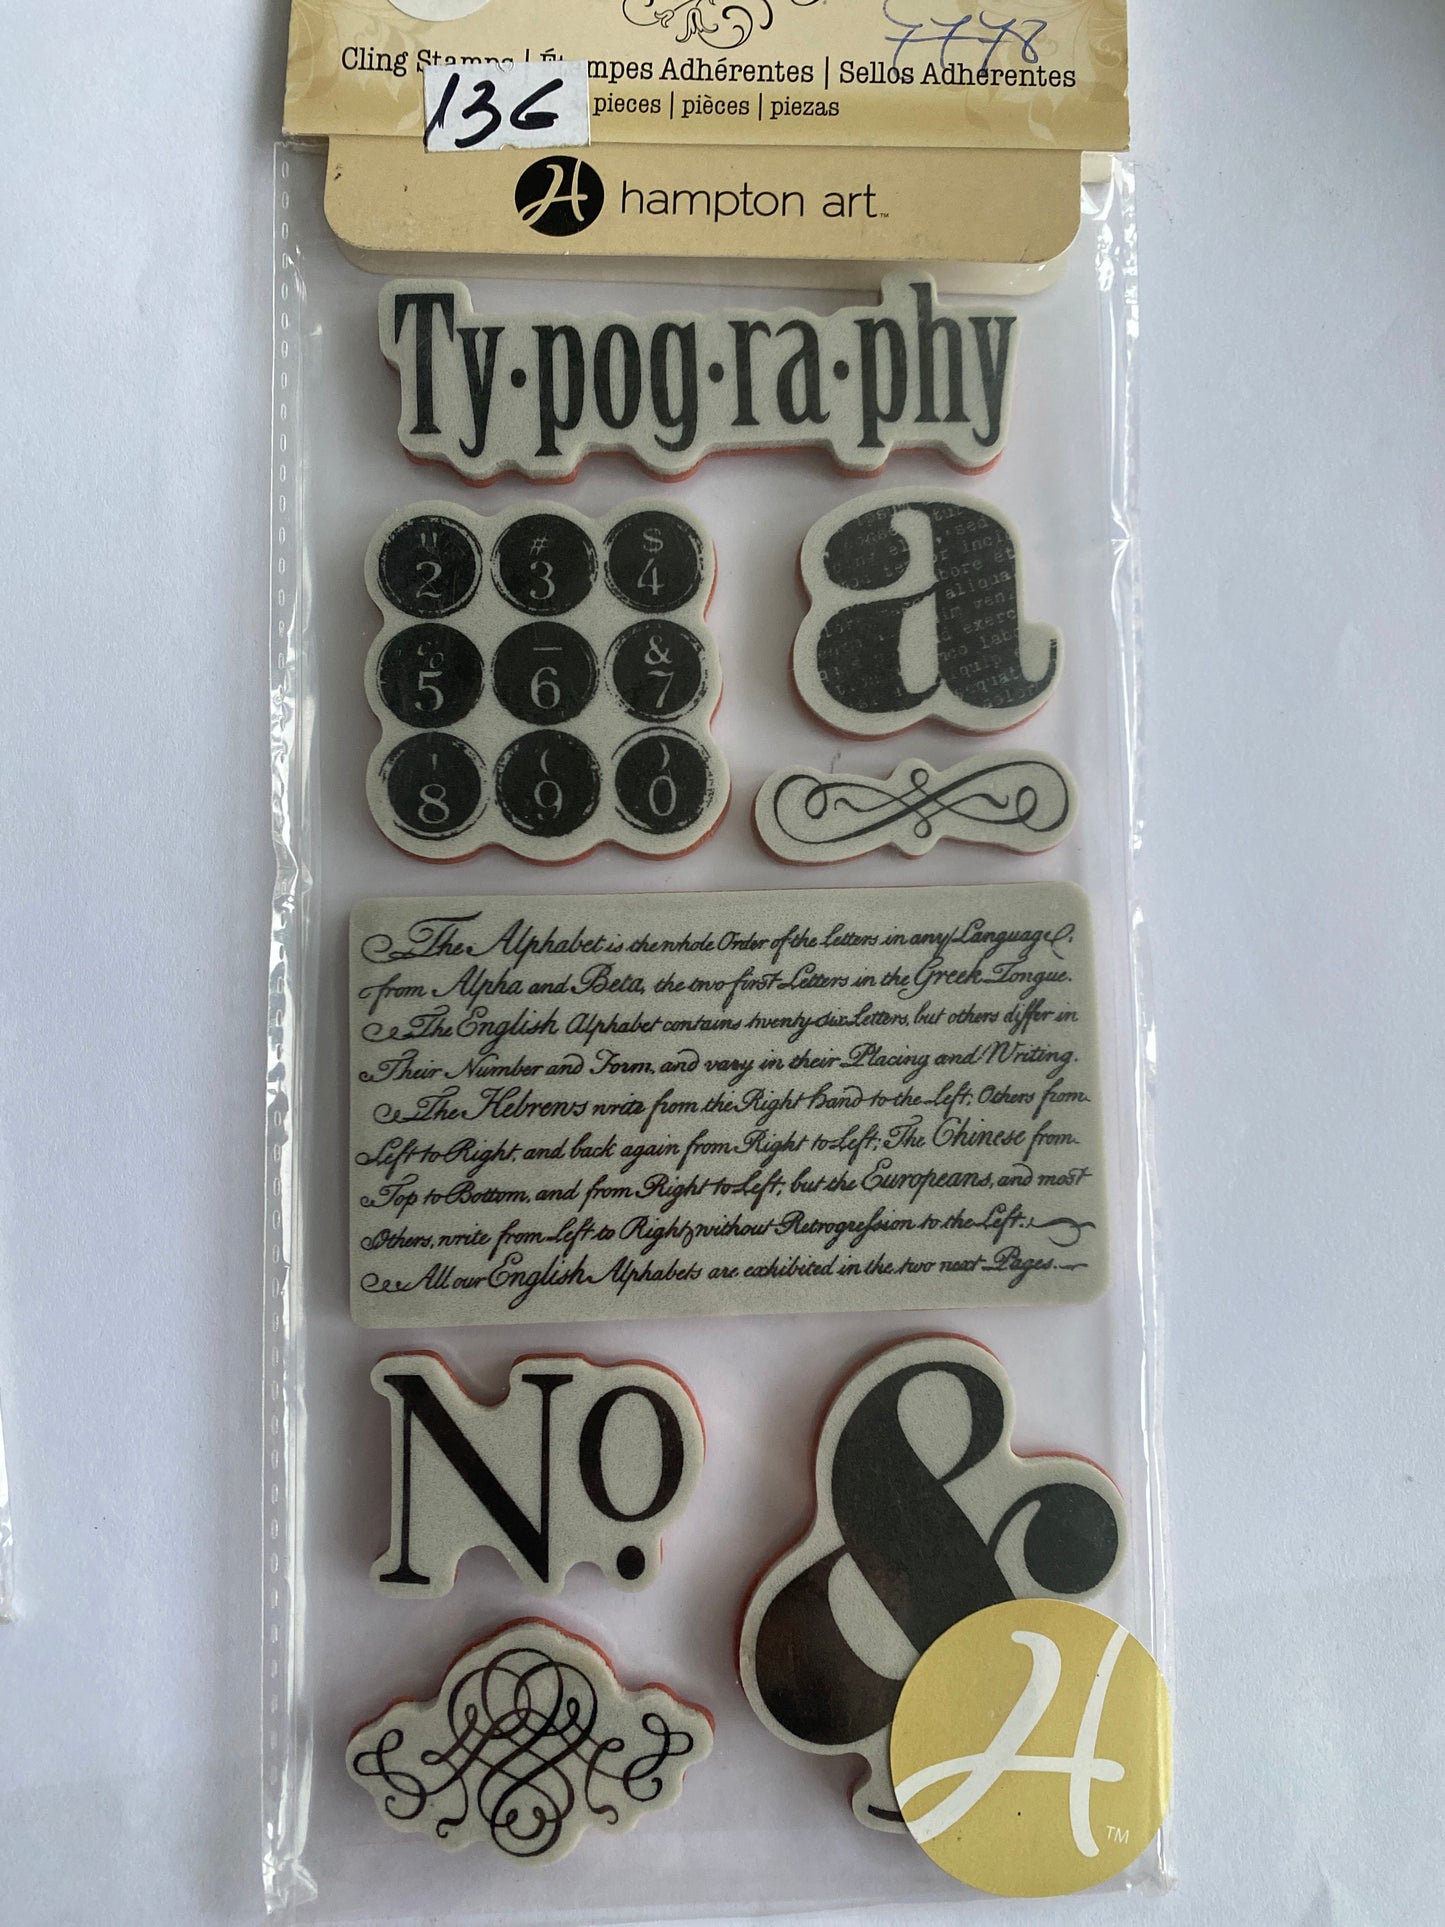 7778
Cling Stamps | Étampes Adhérentes | Sellos Adherentes
136
pieces | pièces | piezas
H hampton art™
Ty·pog·ra·phy
" # $
2 3 4
% — &
5 6 7
' ( )
8 9 0
a
The Alphabet is the whole Order of the Letters in any Language,
from Alpha and Beta, the two first Letters in the Greek Tongue.
The English Alphabet contains twenty-six Letters, but others differ in
Their Number and Form, and vary in their Placing and Writing.
The Hebrews write from the Right hand to the Left; Others from
Left to Right, and back again from Right to Left; The Chinese from
Top to Bottom, and from Right to Left; but the Europeans, and most
Others, write from Left to Right, without Retrogression to the Left.
All our English Alphabets are exhibited in the two next Pages.
No.
&
H™